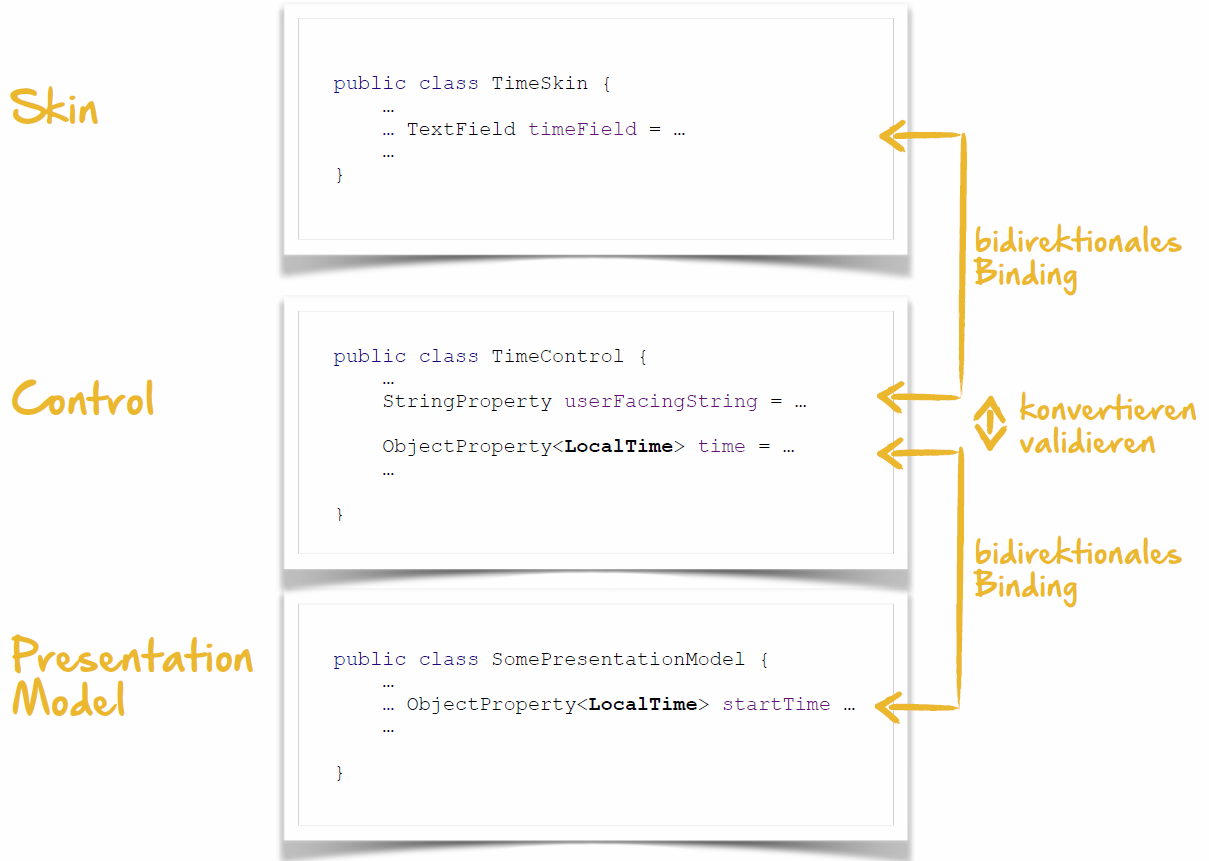 Skin
public class TimeSkin {
…
… TextField timeField = …
…
}
bidirektionales
Binding
Control
public class TimeControl {
…
StringProperty userFacingString = …
ObjectProperty<LocalTime> time = …
…
}
konvertieren
validieren
bidirektionales
Binding
Presentation
Model
public class SomePresentationModel {
…
… ObjectProperty<LocalTime> startTime …
…
}